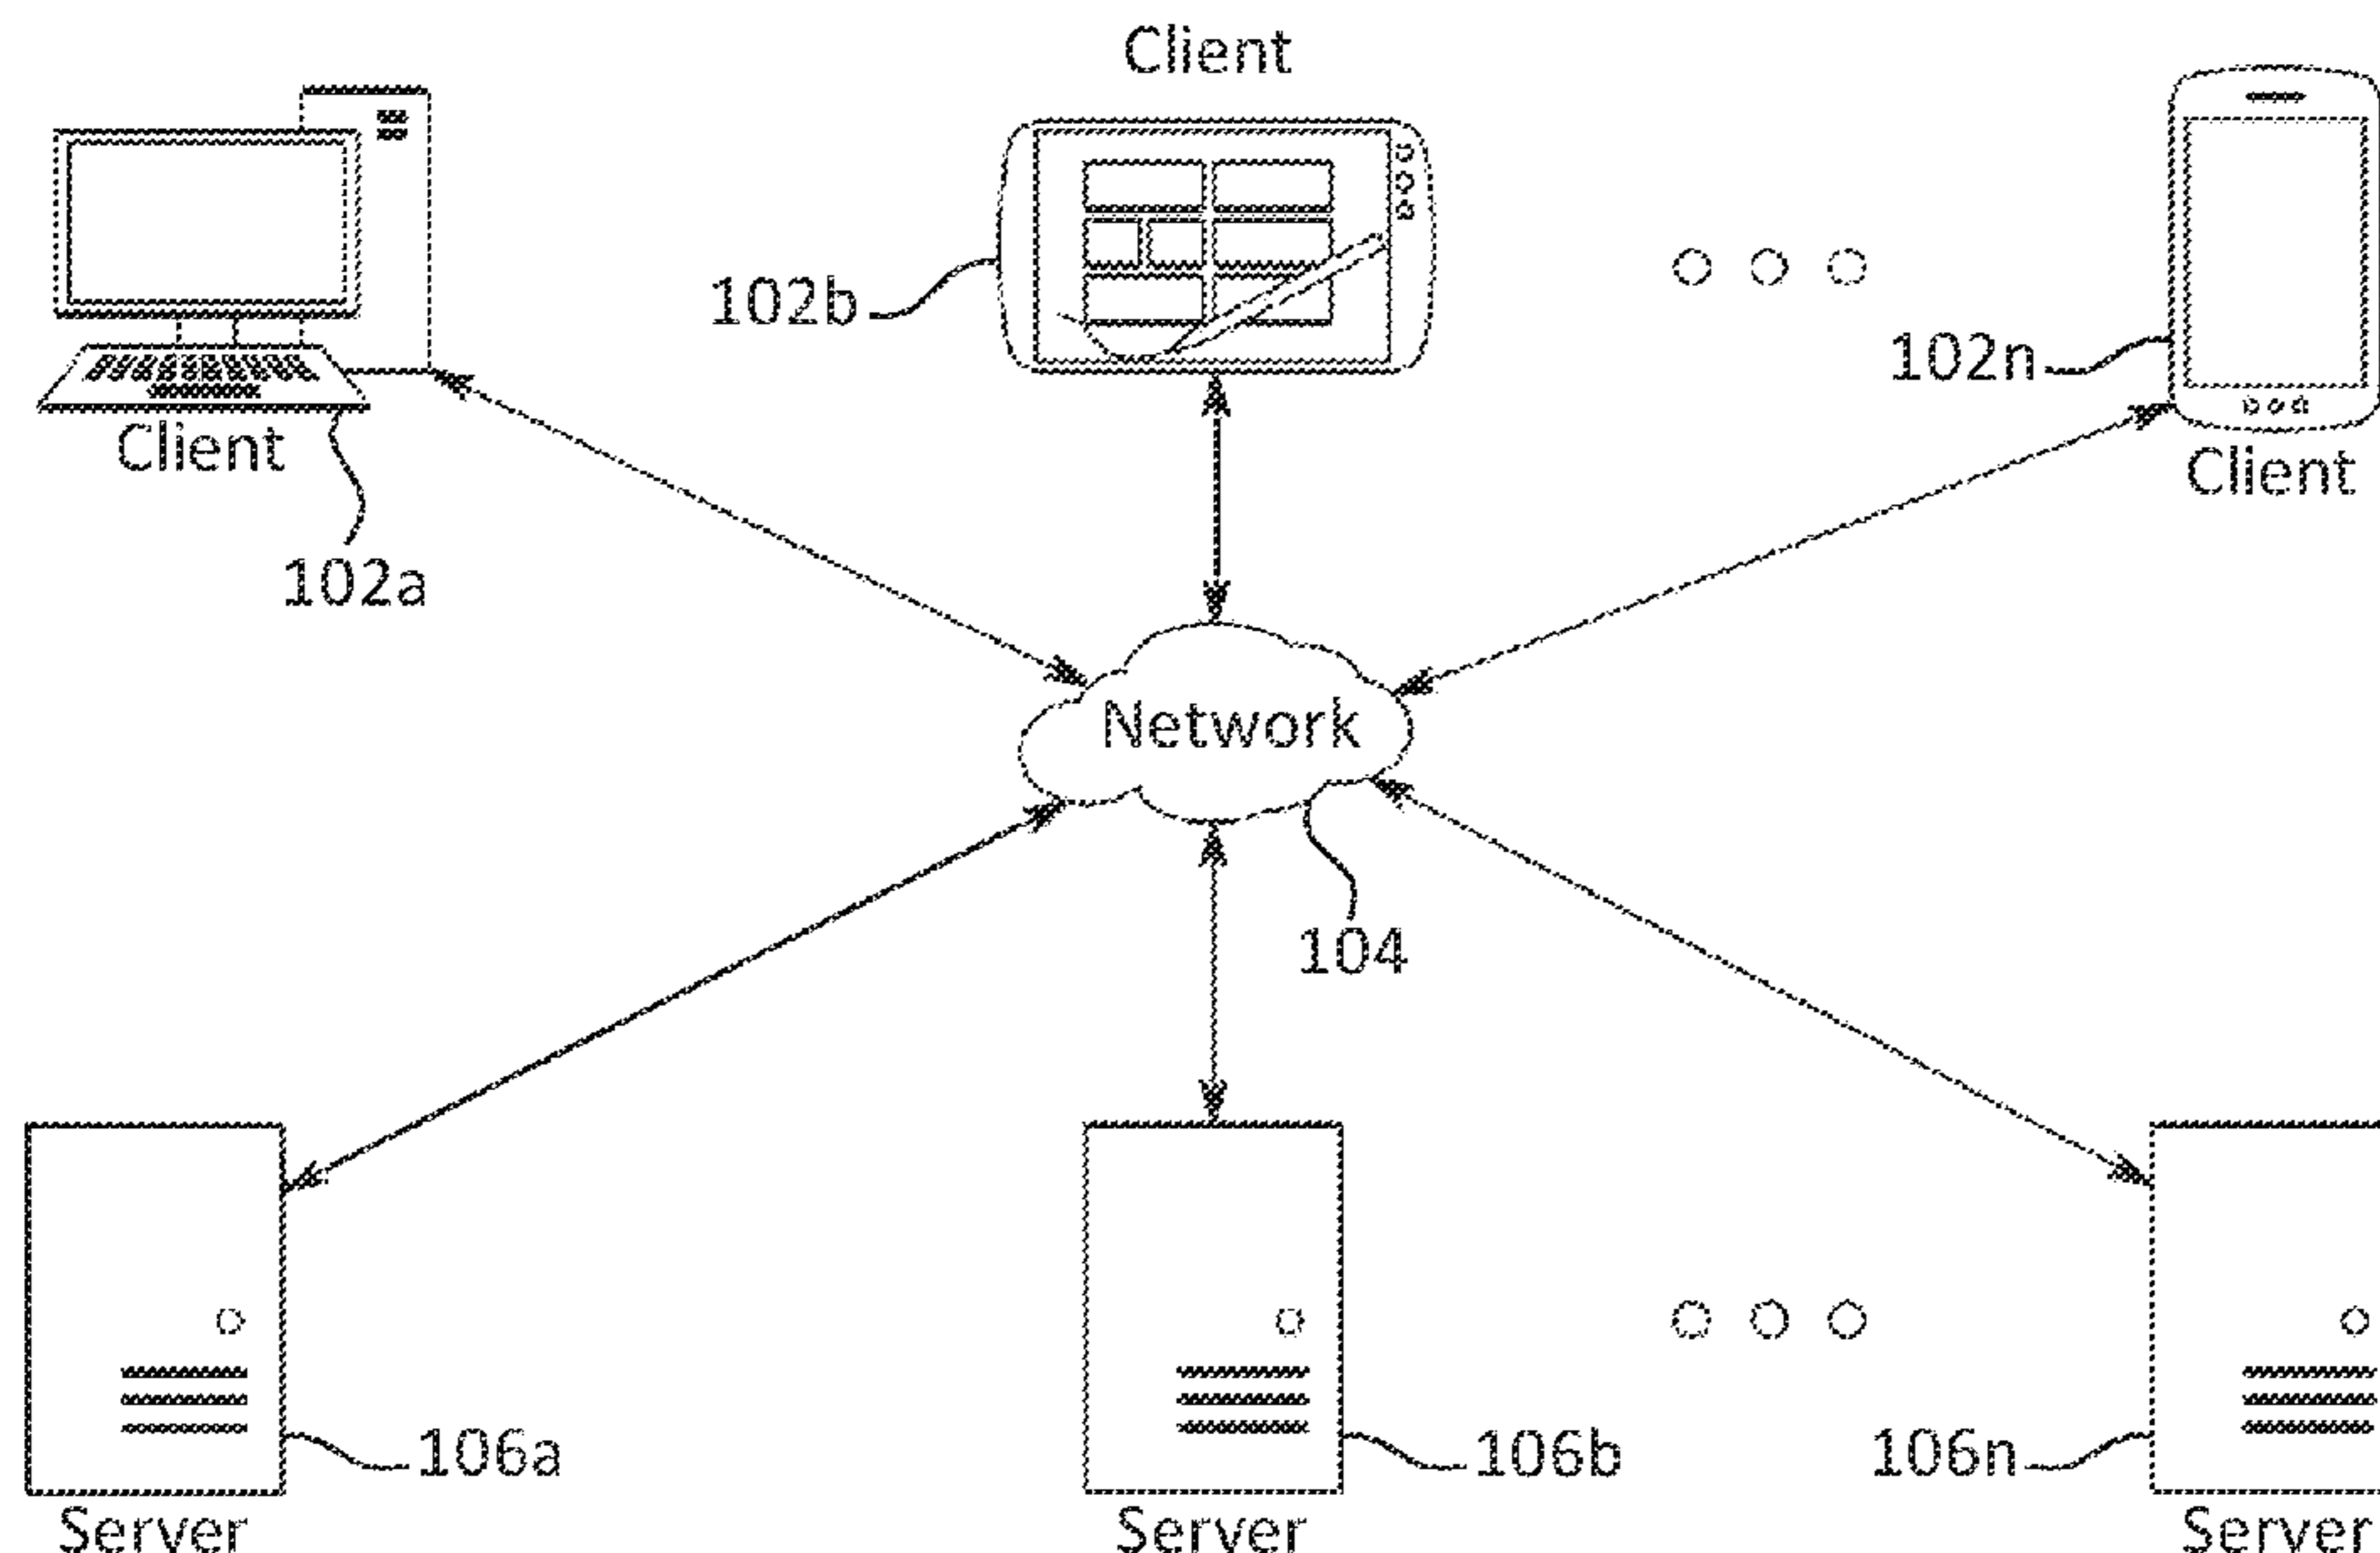 Client
102b
102n
Client
Client
102a
Network
104
106a
106b
106n
Server
Server
Server